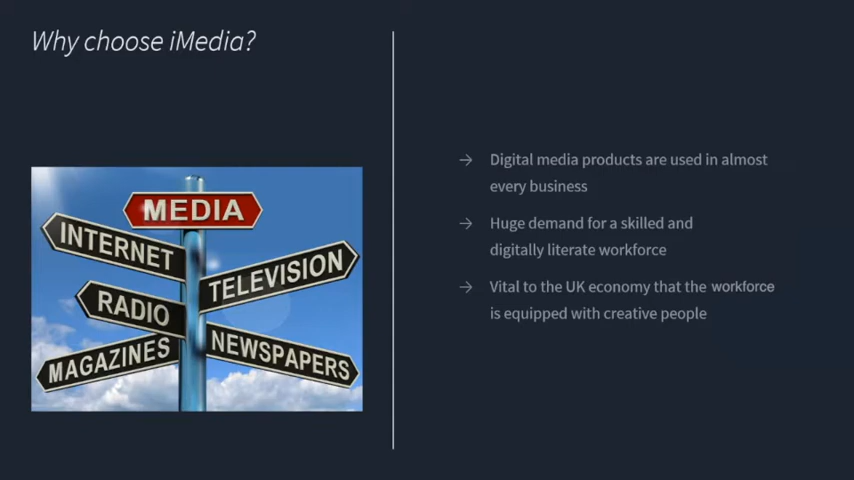 Why choose iMedia?
MEDIA
INTERNET
TELEVISION
RADIO
MAGAZINES
NEWSPAPERS
→ Digital media products are used in almost
every business
→ Huge demand for a skilled and
digitally literate workforce
→ Vital to the UK economy that the workforce
is equipped with creative people